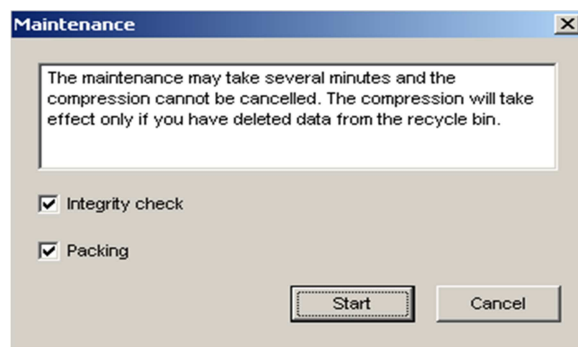 Maintenance
The maintenance may take several minutes and the
compression cannot be cancelled. The compression will take
effect only if you have deleted data from the recycle bin.
Integrity check
Packing
Start
Cancel